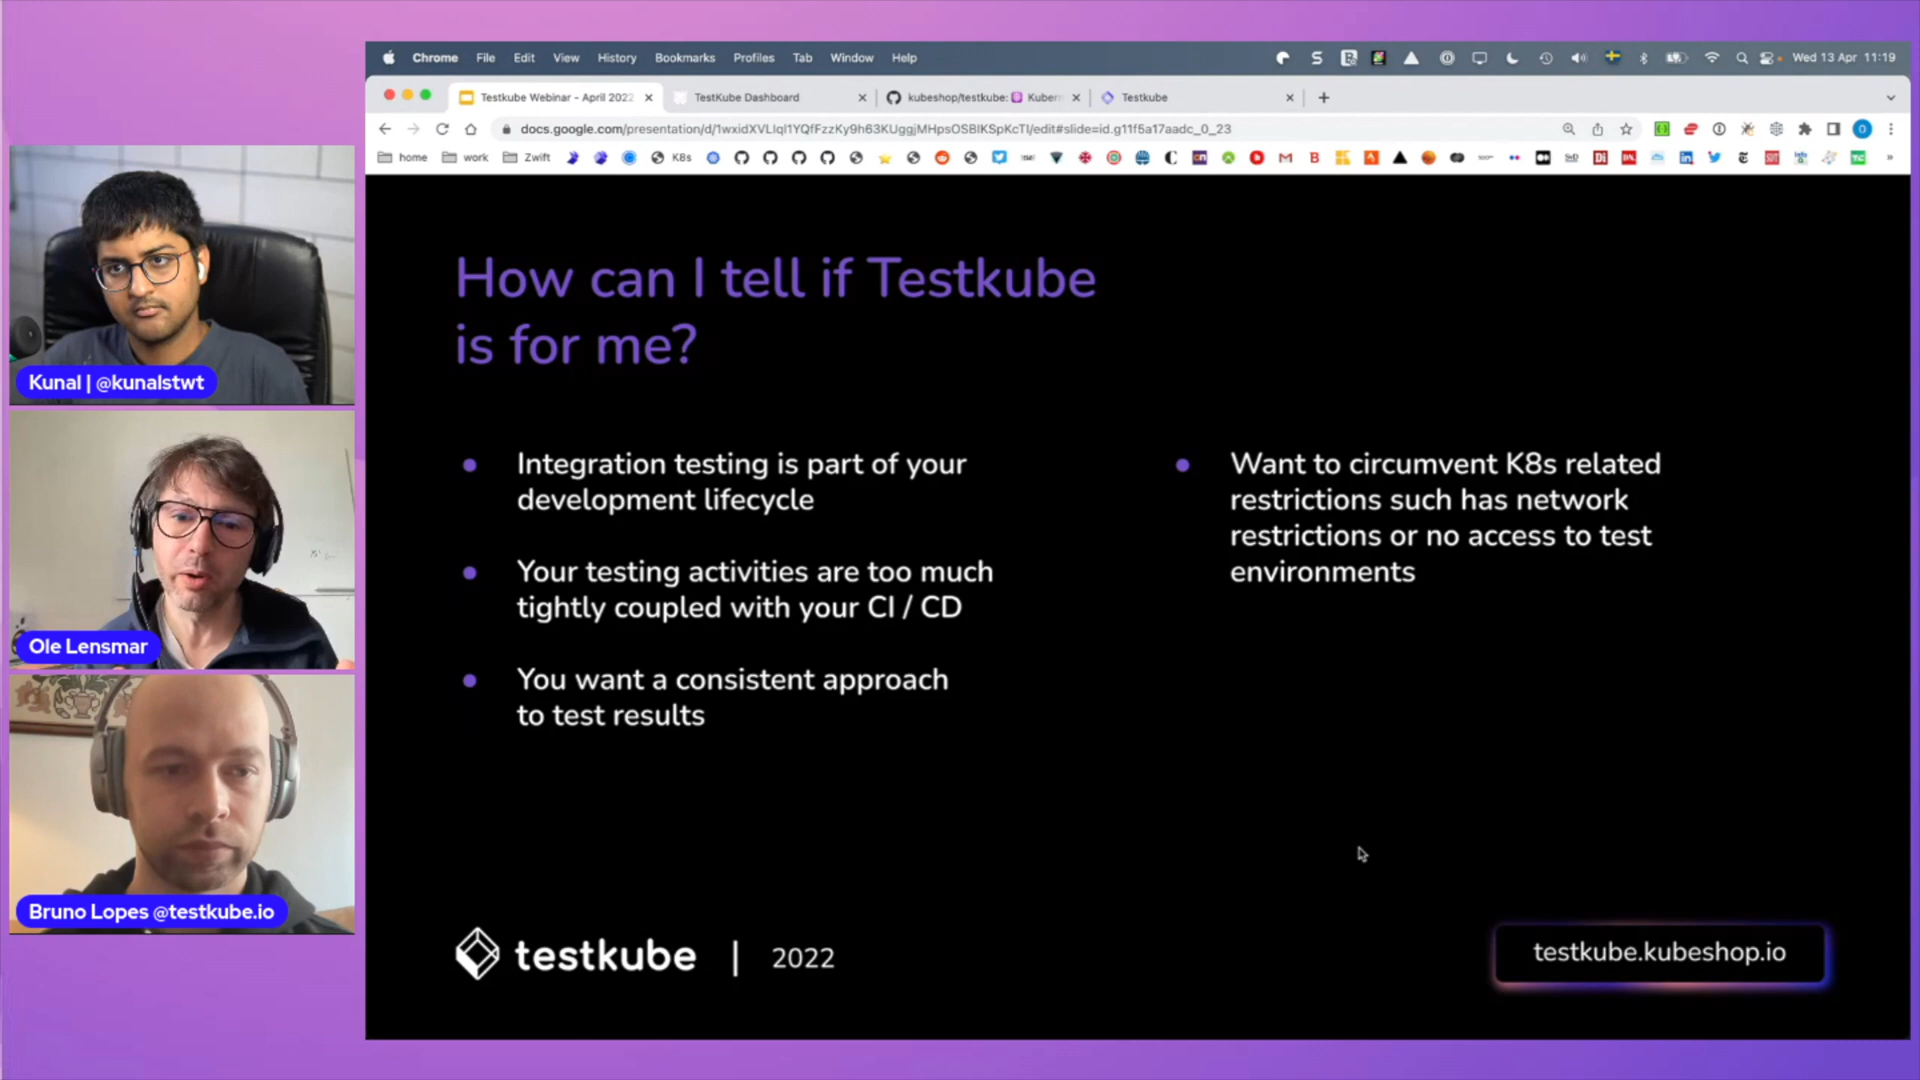 Chrome File Edit View History Bookmarks Profiles Tab Window Help Wed 13 Apr 11:19
Testkube Webinar - April 2022 TestKube Dashboard kubeshop/testkube: Kubern Testkube
docs.google.com/presentation/d/1wxidXVLlql1YQfFzzKy9h63KUggjMHpsOSBIKSpKcTI/edit#slide=id.g11f5a17aadc_0_23
home work Zwift K8s
How can I tell if Testkube
is for me?
Integration testing is part of your
development lifecycle
Your testing activities are too much
tightly coupled with your CI / CD
You want a consistent approach
to test results
Want to circumvent K8s related
restrictions such has network
restrictions or no access to test
environments
testkube | 2022
testkube.kubeshop.io
Kunal | @kunalstwt
Ole Lensmar
Bruno Lopes @testkube.io